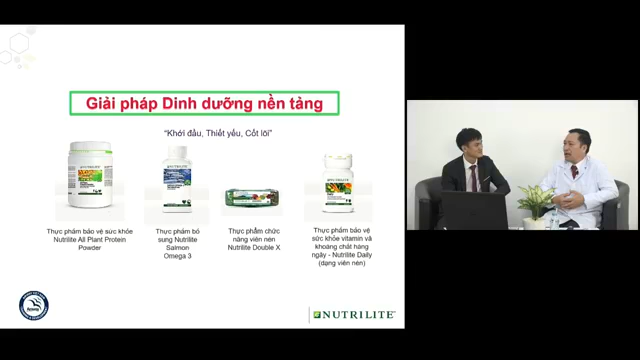 Giải pháp Dinh dưỡng nền tảng
“Khởi đầu, Thiết yếu, Cốt lõi”
Thực phẩm bảo vệ sức khỏe
Nutrilite All Plant Protein
Powder
Thực phẩm bổ
sung Nutrilite
Salmon
Omega 3
Thực phẩm chức
năng viên nén
Nutrilite Double X
Thực phẩm bảo vệ
sức khỏe vitamin và
khoáng chất hàng
ngày - Nutrilite Daily
(dạng viên nén)
NUTRILITE